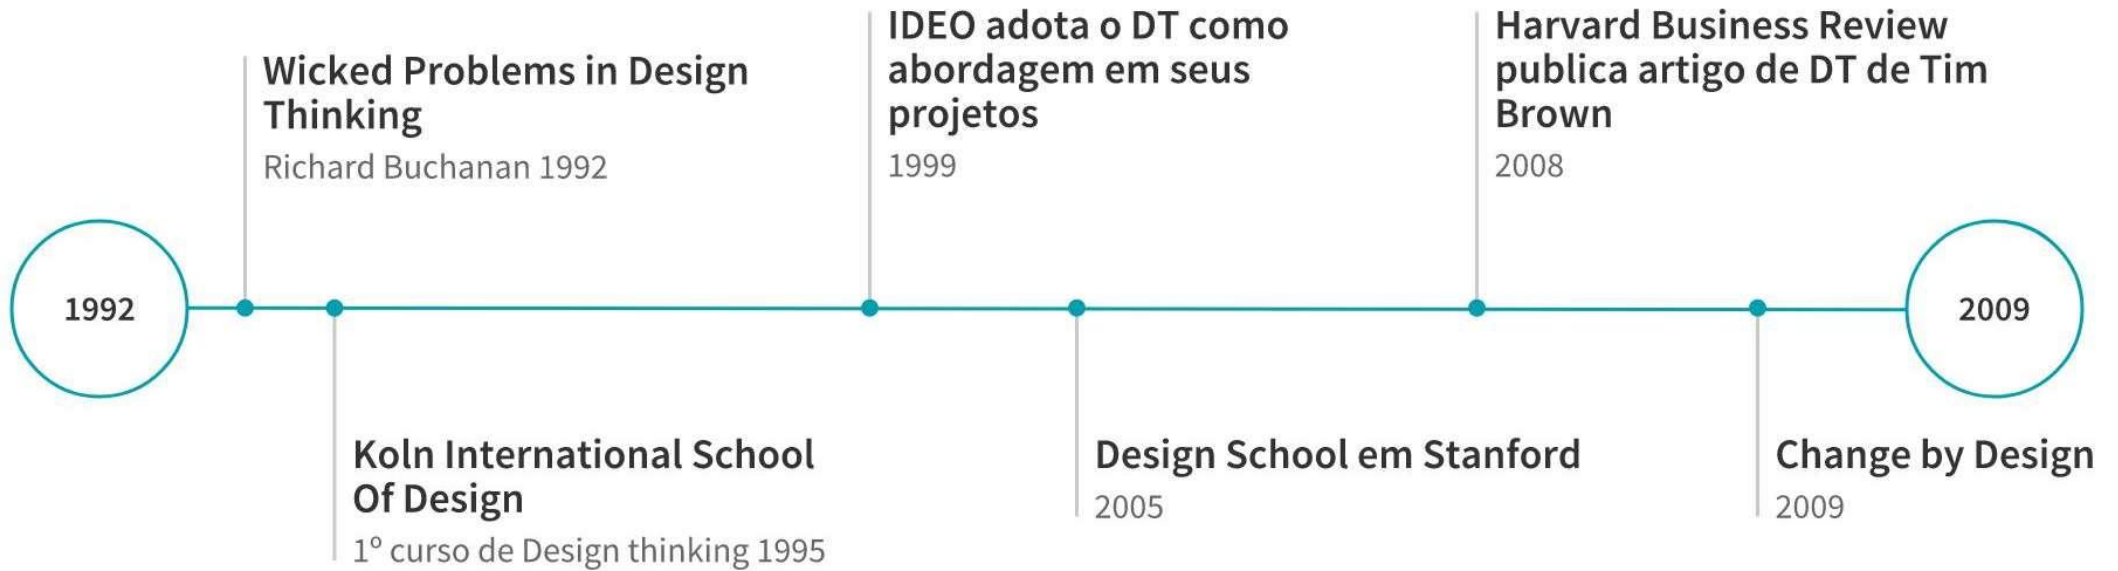 1992
Wicked Problems in Design
Thinking
Richard Buchanan 1992
Koln International School
Of Design
1º curso de Design thinking 1995
IDEO adota o DT como
abordagem em seus
projetos
1999
Design School em Stanford
2005
Harvard Business Review
publica artigo de DT de Tim
Brown
2008
Change by Design
2009
2009